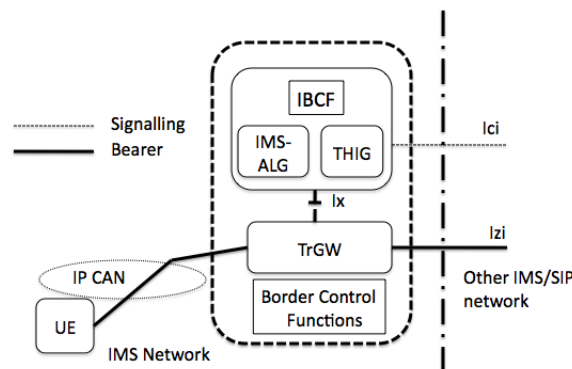 IBCF
Signalling
Bearer
IMS-
ALG
THIG
Ici
Ix
TrGW
Izi
IP CAN
UE
IMS Network
Border Control
Functions
Other IMS/SIP
network